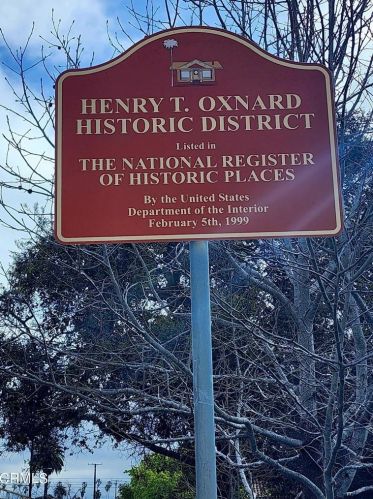 HENRY T. OXNARD
HISTORIC DISTRICT
Listed in
THE NATIONAL REGISTER
OF HISTORIC PLACES
By the United States
Department of the Interior
February 5th, 1999
©RMLS